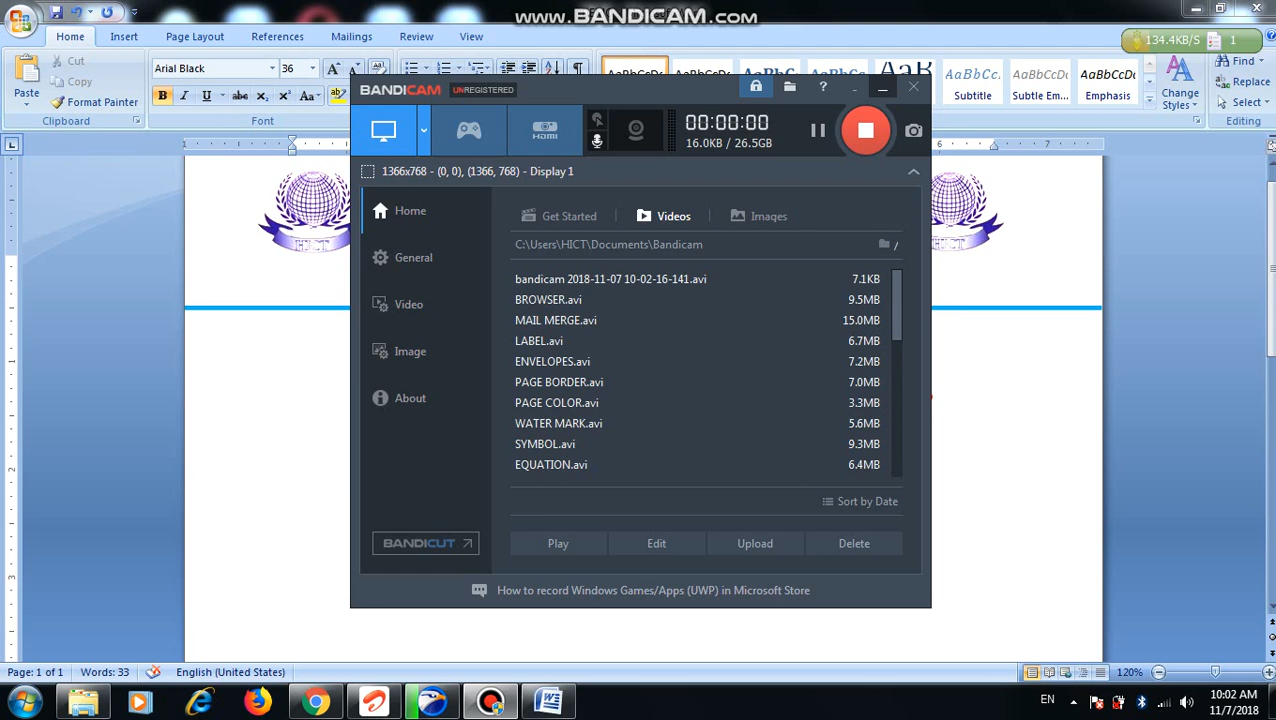 www.BANDICAM.com
Home Insert Page Layout References Mailings Review
134.4KB/S 1
Paste
Cut
Copy
Format Painter
Clipboard
Arial Black 36
Font
AaBbCc.
Subtitle
AaBbCcDc
Subtle Em...
AaBbCcDc
Emphasis
Change Styles
Find
Replace
Select
Editing
BANDICAM UNREGISTERED
HDMI
00:00:00
16.0KB / 26.5GB
1366x768 - (0, 0), (1366, 768) - Display 1
Home
General
Video
Image
About
BANDICUT
Get Started Videos Images
C:\Users\HICT\Documents\Bandicam
bandicam 2018-11-07 10-02-16-141.avi 7.1KB
BROWSER.avi 9.5MB
MAIL MERGE.avi 15.0MB
LABEL.avi 6.7MB
ENVELOPES.avi 7.2MB
PAGE BORDER.avi 7.0MB
PAGE COLOR.avi 3.3MB
WATER MARK.avi 5.6MB
SYMBOL.avi 9.3MB
EQUATION.avi 6.4MB
Sort by Date
Play Edit Upload Delete
How to record Windows Games/Apps (UWP) in Microsoft Store
Page: 1 of 1 Words: 33 English (United States) 120%
EN
10:02 AM
11/7/2018